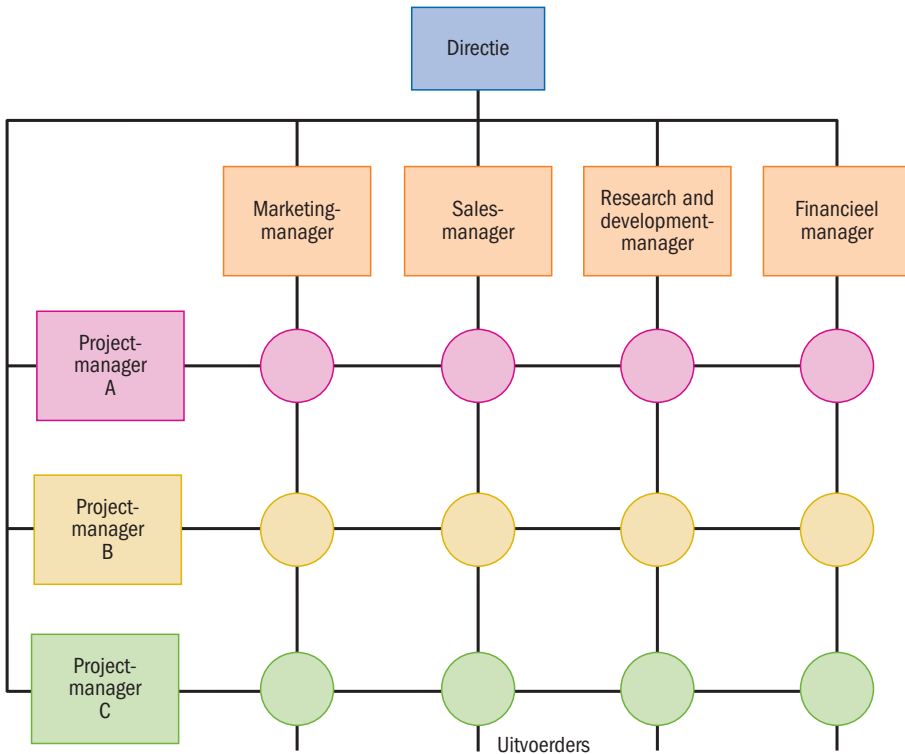 Directie
Marketing-
manager
Sales-
manager
Research and
development-
manager
Financieel
manager
Project-
manager
A
Project-
manager
B
Project-
manager
C
Uitvoerders